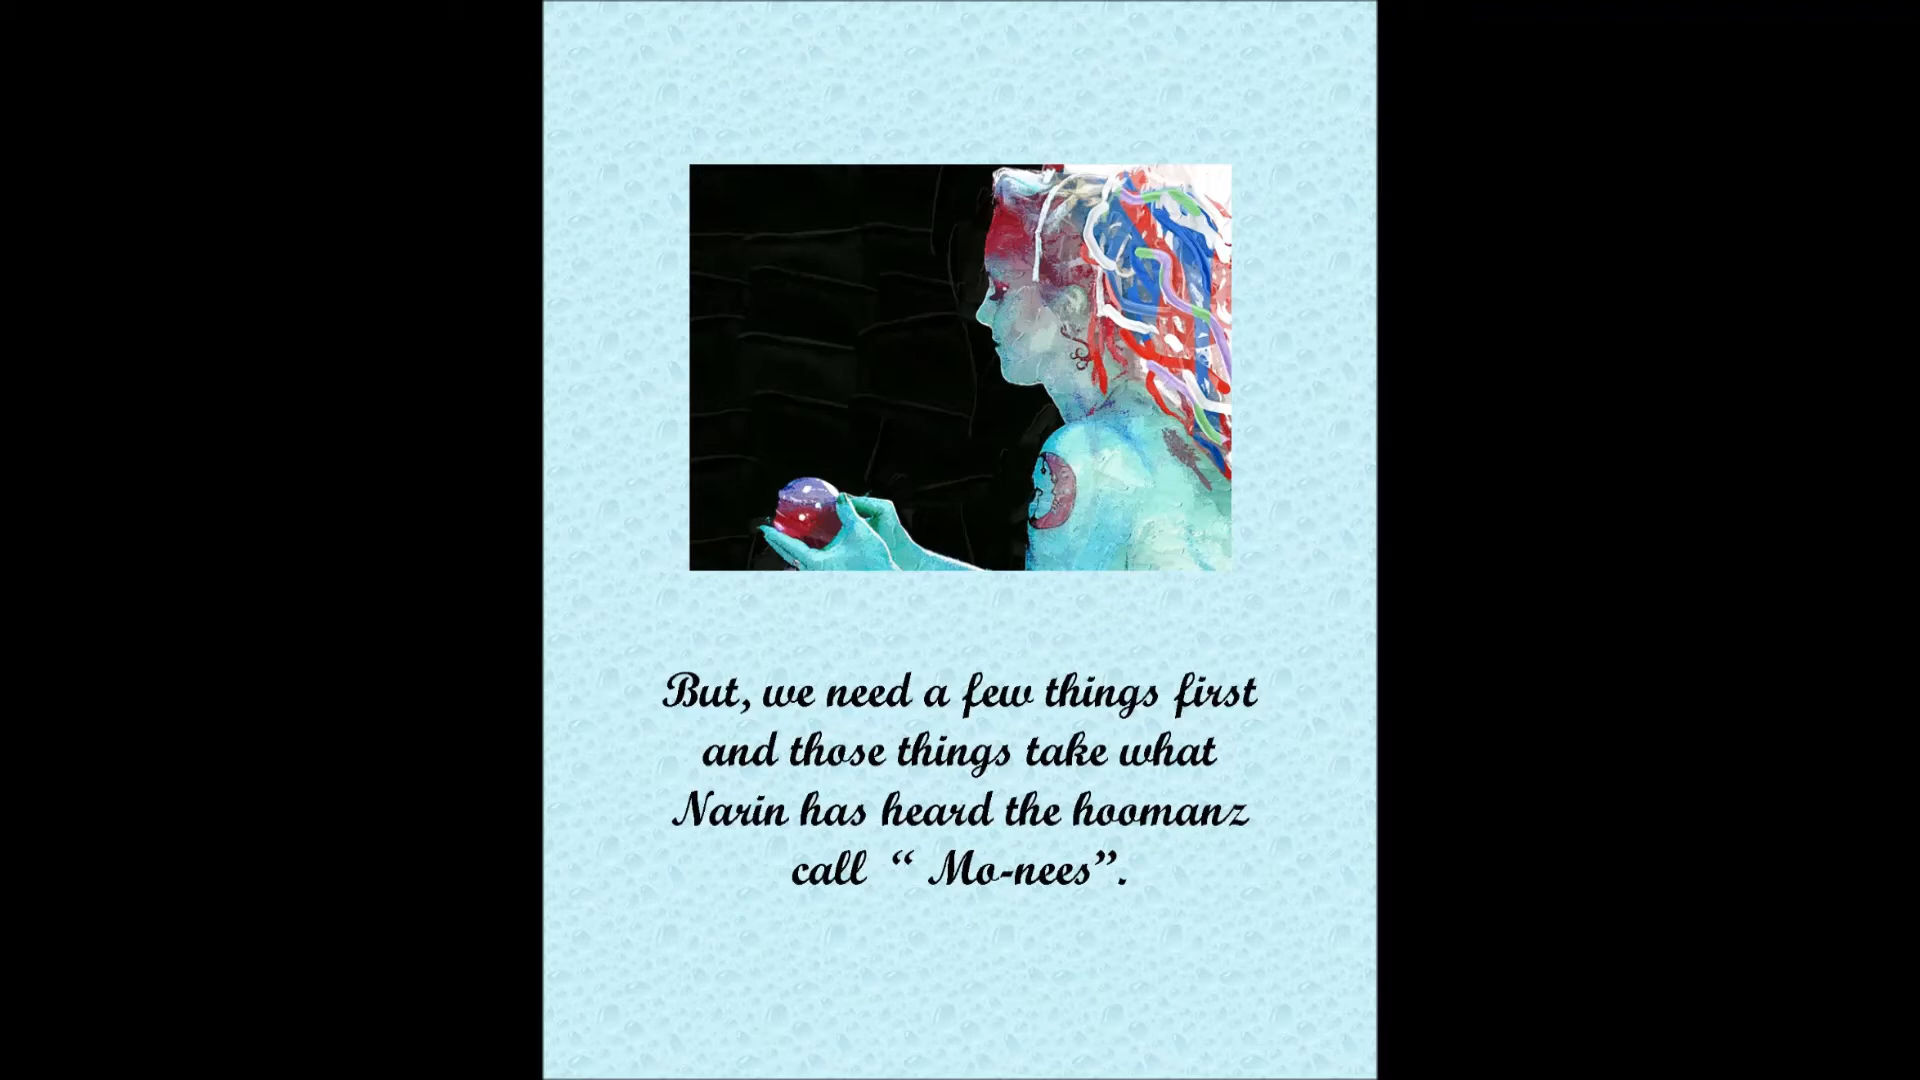 But, we need a few things first
and those things take what
Narin has heard the hoomanz
call “ Mo-nees”.